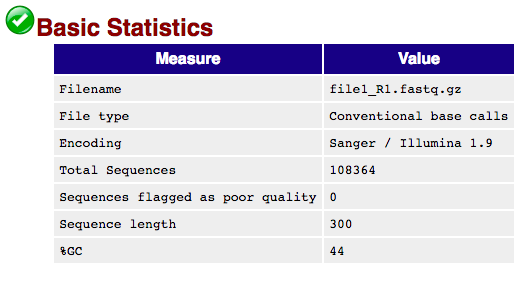 Basic Statistics
Measure Value
Filename file1_R1.fastq.gz
File type Conventional base calls
Encoding Sanger / Illumina 1.9
Total Sequences 108364
Sequences flagged as poor quality 0
Sequence length 300
%GC 44